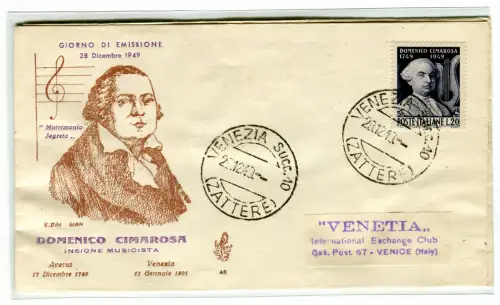 GIORNO DI EMISSIONE
28 Dicembre 1949
" Matrimonio
Segreto „
DOMENICO CIMAROSA
INSIGNE MUSICISTA
Aversa
17 Dicembre 1749
Venezia
11 Gennaio 1801
48
VENEZIA SUCC. 10
(ZATTERE)
DOMENICO CIMAROSA
1749 1949
POSTE ITALIANE L.20
VENEZIA SUCC. 10
(ZATTERE)
"VENETIA„
International Exchange Club
Cas. Post 67 - VENICE (Italy)